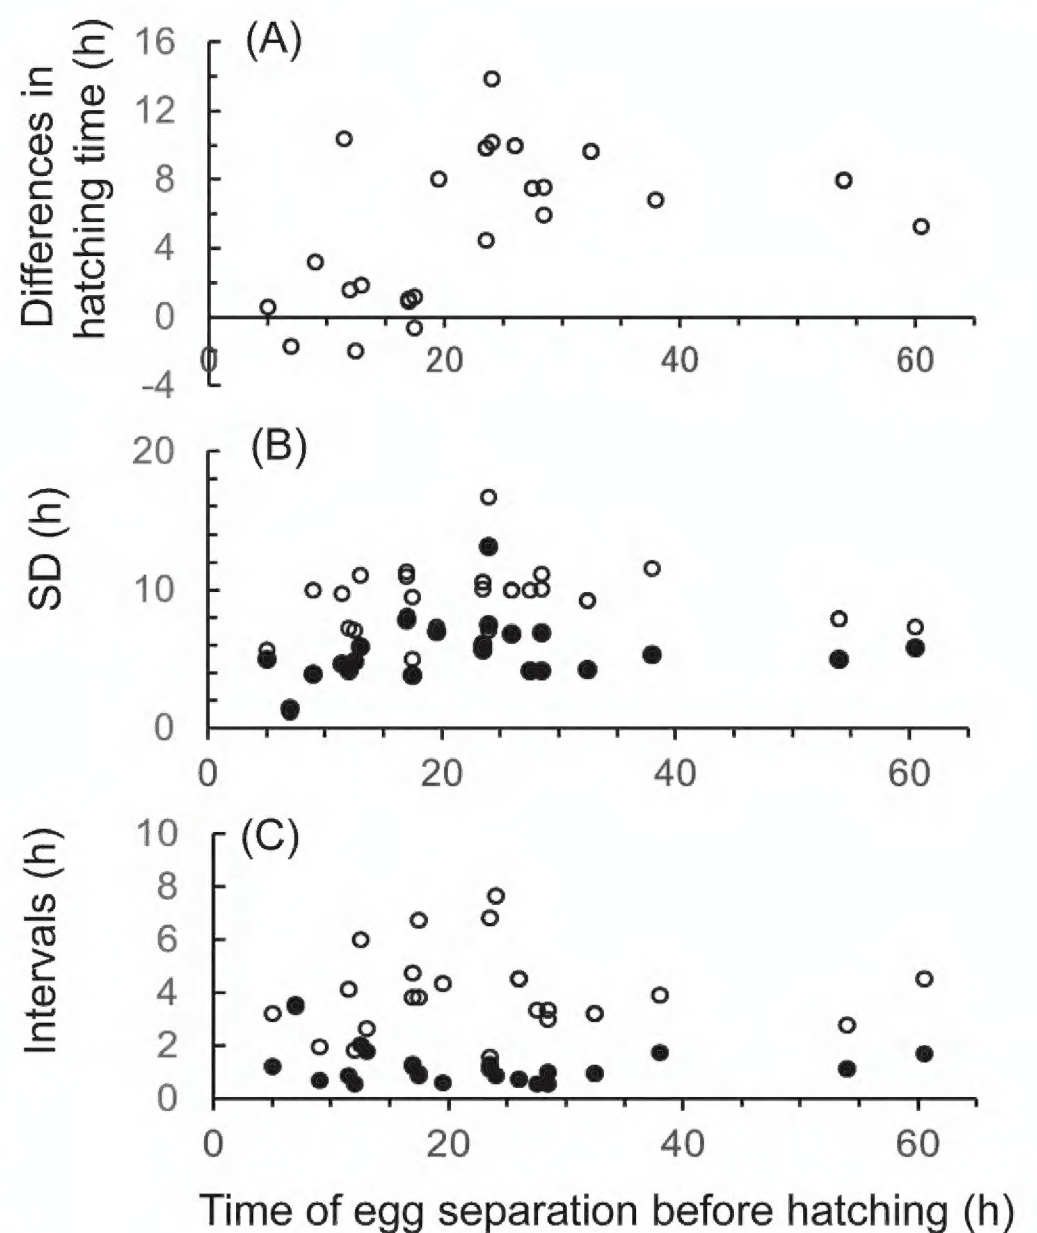 (A)
Differences in
hatching time (h)
16
12
8
4
0
-4
0 20 40 60
(B)
SD (h)
20
10
0
0 20 40 60
(C)
Intervals (h)
10
8
6
4
2
0
0 20 40 60
Time of egg separation before hatching (h)